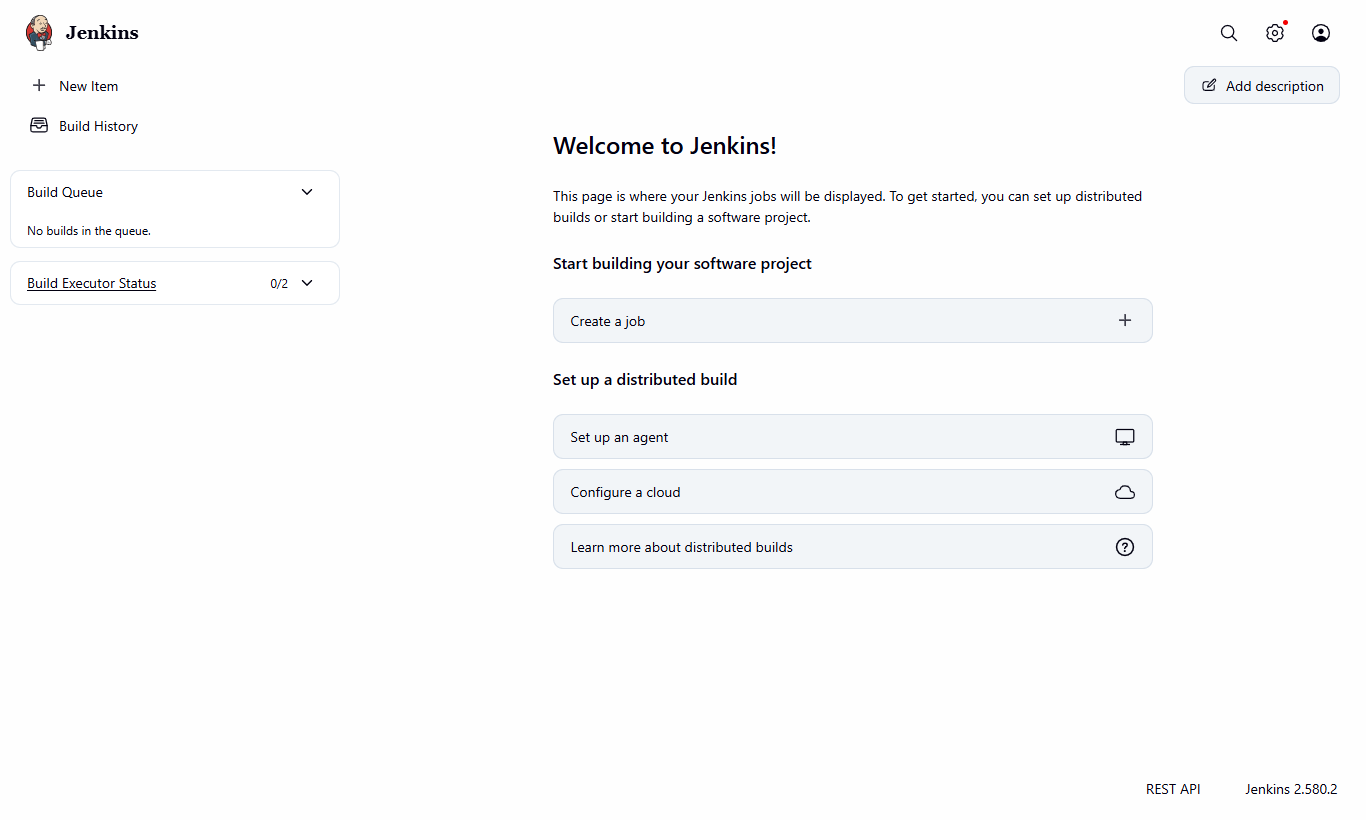 Jenkins
New Item
Build History
Build Queue
No builds in the queue.
Build Executor Status 0/2
Add description
Welcome to Jenkins!
This page is where your Jenkins jobs will be displayed. To get started, you can set up distributed
builds or start building a software project.
Start building your software project
Create a job
Set up a distributed build
Set up an agent
Configure a cloud
Learn more about distributed builds
REST API Jenkins 2.580.2